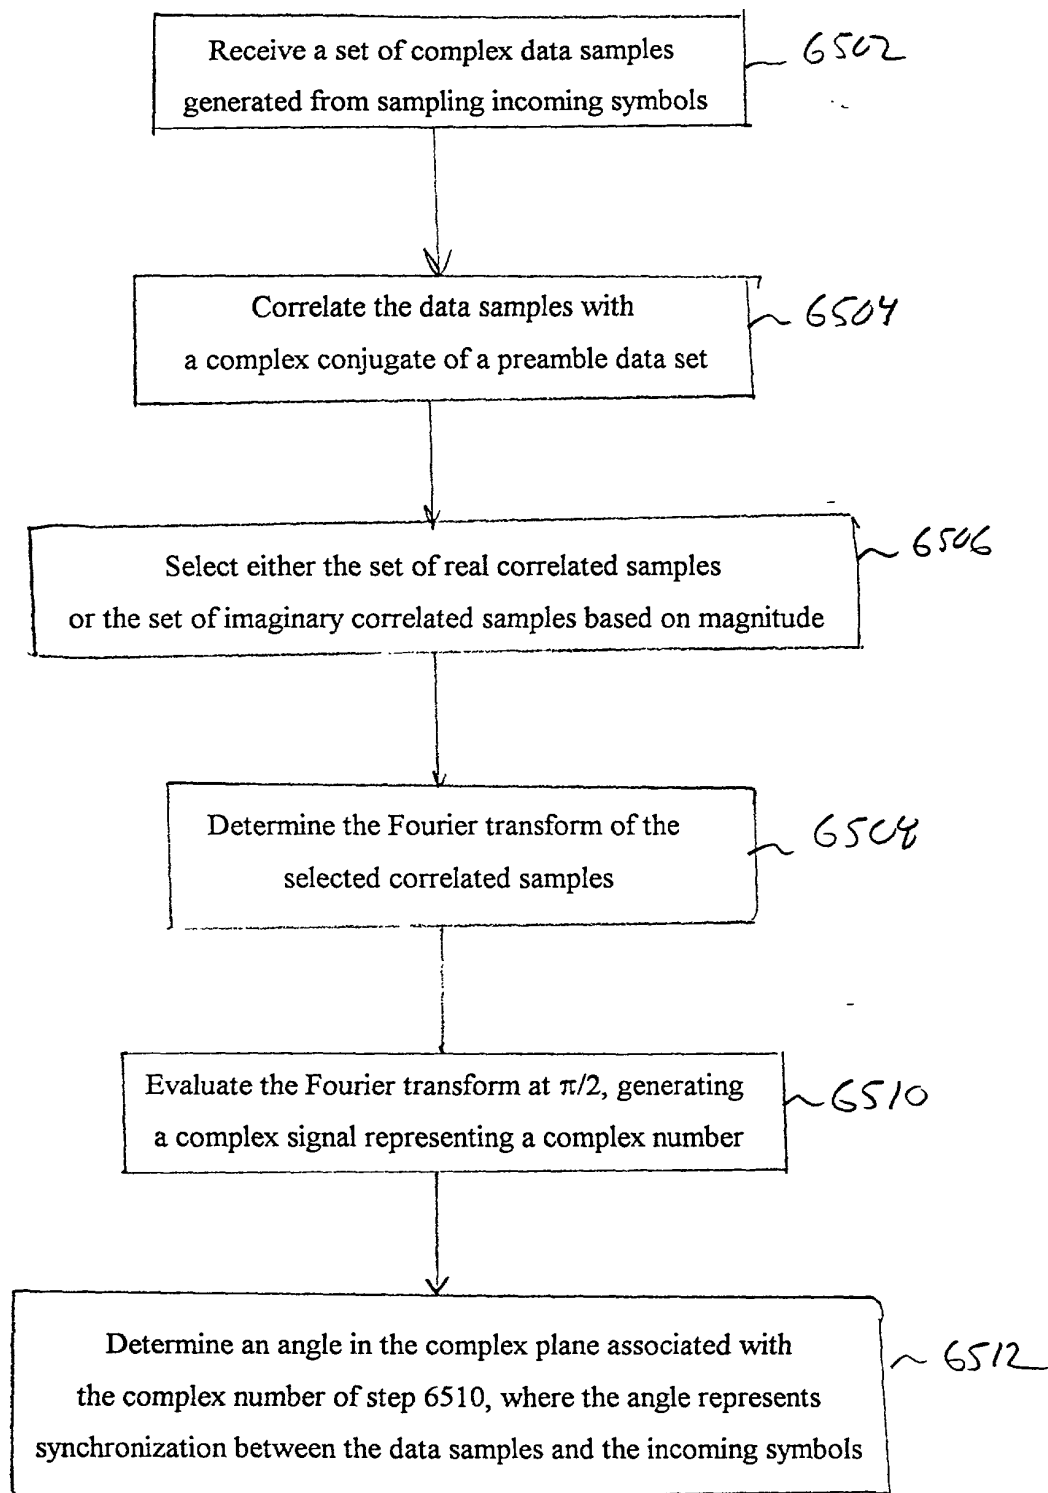 Receive a set of complex data samples
generated from sampling incoming symbols
6502
Correlate the data samples with
a complex conjugate of a preamble data set
6504
Select either the set of real correlated samples
or the set of imaginary correlated samples based on magnitude
6506
Determine the Fourier transform of the
selected correlated samples
6508
Evaluate the Fourier transform at π/2, generating
a complex signal representing a complex number
6510
Determine an angle in the complex plane associated with
the complex number of step 6510, where the angle represents
synchronization between the data samples and the incoming symbols
6512